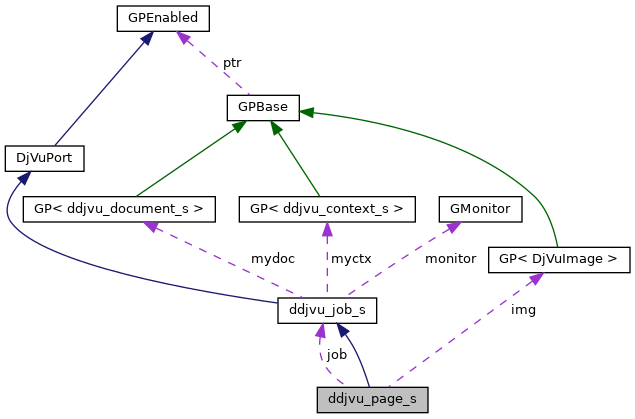 GPEnabled
ptr
GPBase
DjVuPort
GP< ddjvu_document_s >
GP< ddjvu_context_s >
GMonitor
GP< DjVuImage >
mydoc
myctx
monitor
ddjvu_job_s
img
job
ddjvu_page_s